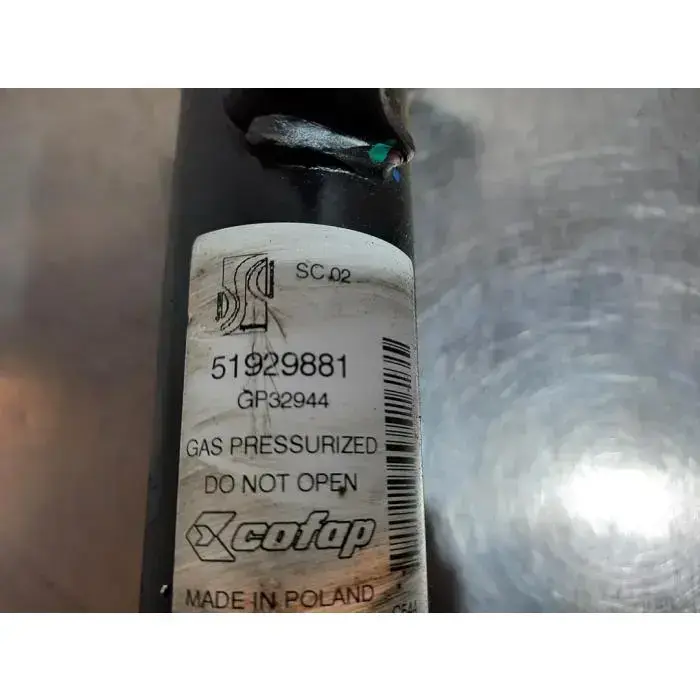 SC.02
51929881
GP32944
GAS PRESSURIZED
DO NOT OPEN
cofap
MADE IN POLAND